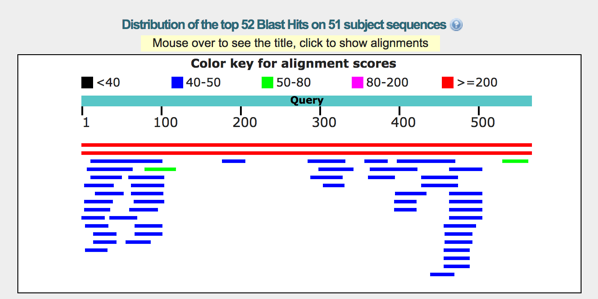 Distribution of the top 52 Blast Hits on 51 subject sequences ?
Mouse over to see the title, click to show alignments
Color key for alignment scores
<40 40-50 50-80 80-200 >=200
Query
1 100 200 300 400 500